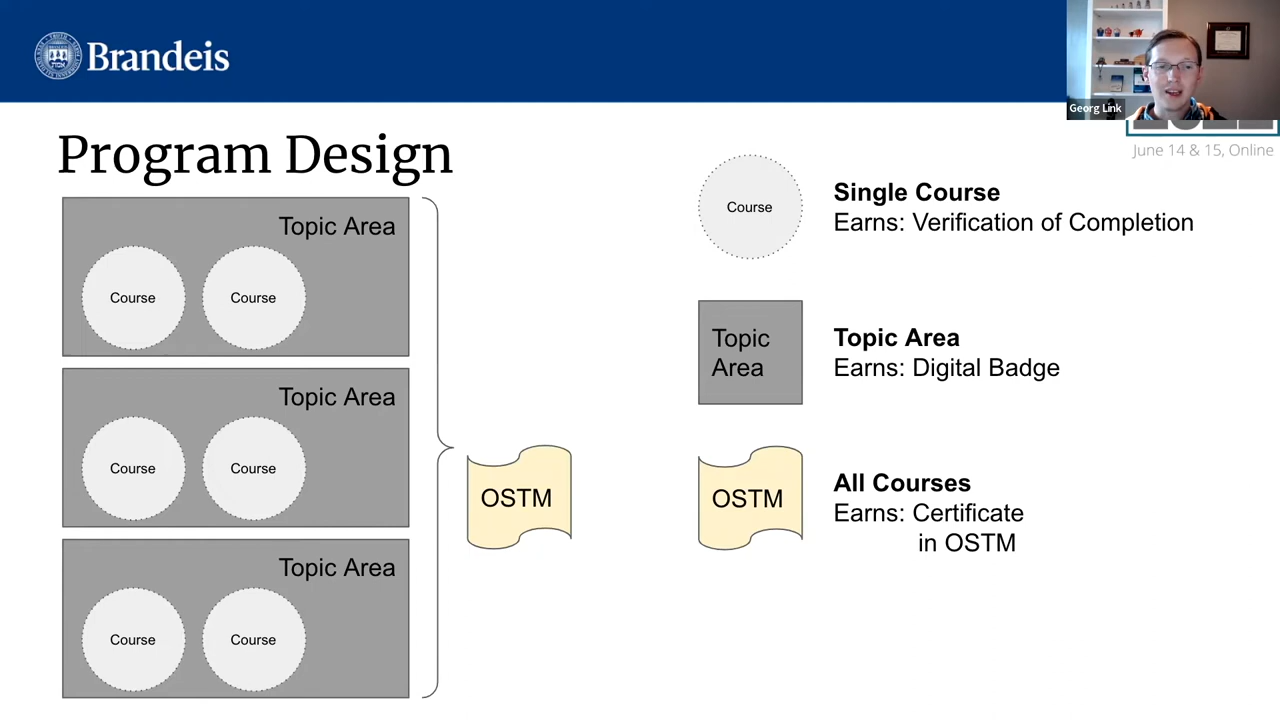 Brandeis
Georg Link
June 14 & 15, Online
Program Design
Topic Area
Course
Course
Topic Area
Course
Course
Topic Area
Course
Course
OSTM
Course
Single Course
Earns: Verification of Completion
Topic
Area
Topic Area
Earns: Digital Badge
OSTM
All Courses
Earns: Certificate
in OSTM